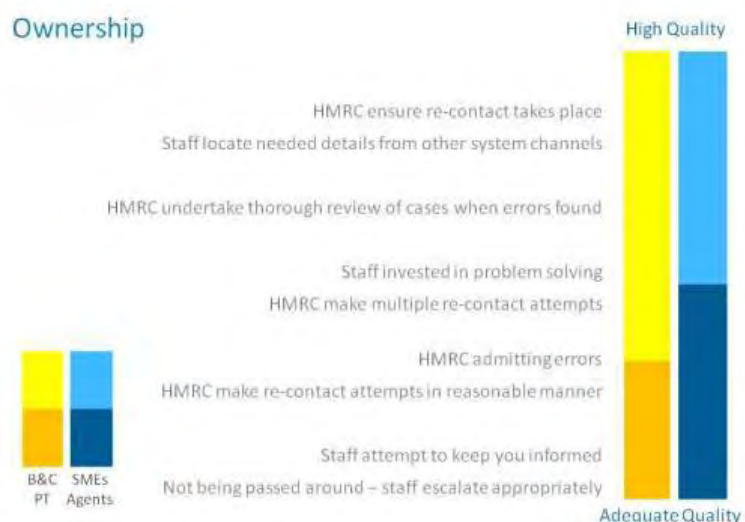 Ownership
High Quality
HMRC ensure re-contact takes place
Staff locate needed details from other system channels
HMRC undertake thorough review of cases when errors found
Staff invested in problem solving
HMRC make multiple re-contact attempts
HMRC admitting errors
HMRC make re-contact attempts in reasonable manner
Staff attempt to keep you informed
Not being passed around – staff escalate appropriately
B&C SMEs
PT Agents
Adequate Quality